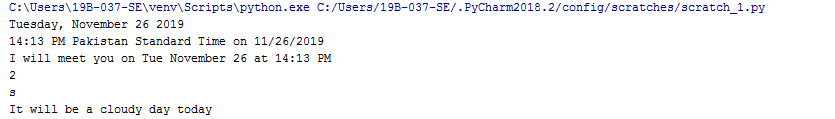 C:\Users\19B-037-SE\venv\Scripts\python.exe C:/Users/19B-037-SE/.PyCharm2018.2/config/scratches/scratch_1.py
Tuesday, November 26 2019
14:13 PM Pakistan Standard Time on 11/26/2019
I will meet you on Tue November 26 at 14:13 PM
2
s
It will be a cloudy day today